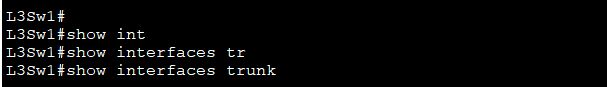 L3Sw1#
L3Sw1#show int
L3Sw1#show interfaces tr
L3Sw1#show interfaces trunk